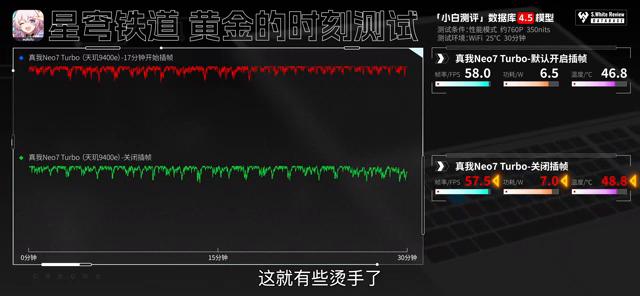 星穹铁道 黄金的时刻测试
「小白测评」数据库 4.5 模型
测试条件: 性能模式 约760P 350nits
测试环境: WiFi 25℃ 30分钟
S.White Review
DATABASE
真我Neo7 Turbo (天玑9400e) -17分钟开始插帧
真我Neo7 Turbo-默认开启插帧
帧率/FPS 58.0 功耗/W 6.5 温度/℃ 46.8
真我Neo7 Turbo (天玑9400e) -关闭插帧
真我Neo7 Turbo-关闭插帧
帧率/FPS 57.5 功耗/W 7.0 温度/℃ 48.8
0分钟 15分钟 30分钟
这就有些烫手了